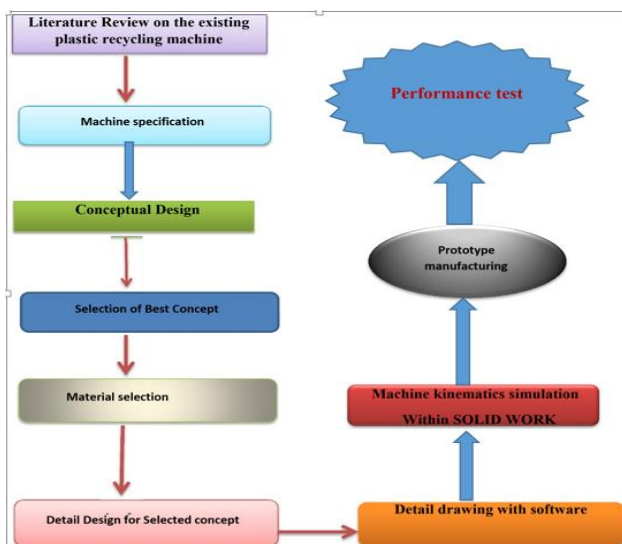 Literature Review on the existing
plastic recycling machine
Machine specification
Conceptual Design
Selection of Best Concept
Material selection
Detail Design for Selected concept
Detail drawing with software
Machine kinematics simulation
Within SOLID WORK
Prototype
manufacturing
Performance test